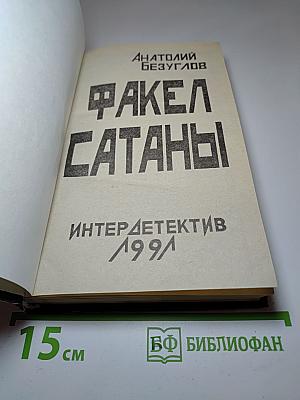 АНАТОЛИЙ
БЕЗУГЛОВ
ФАКЕЛ
САТАНЫ
ИНТЕРДЕТЕКТИВ
1991
15 см
БФ БИБЛИОФАН